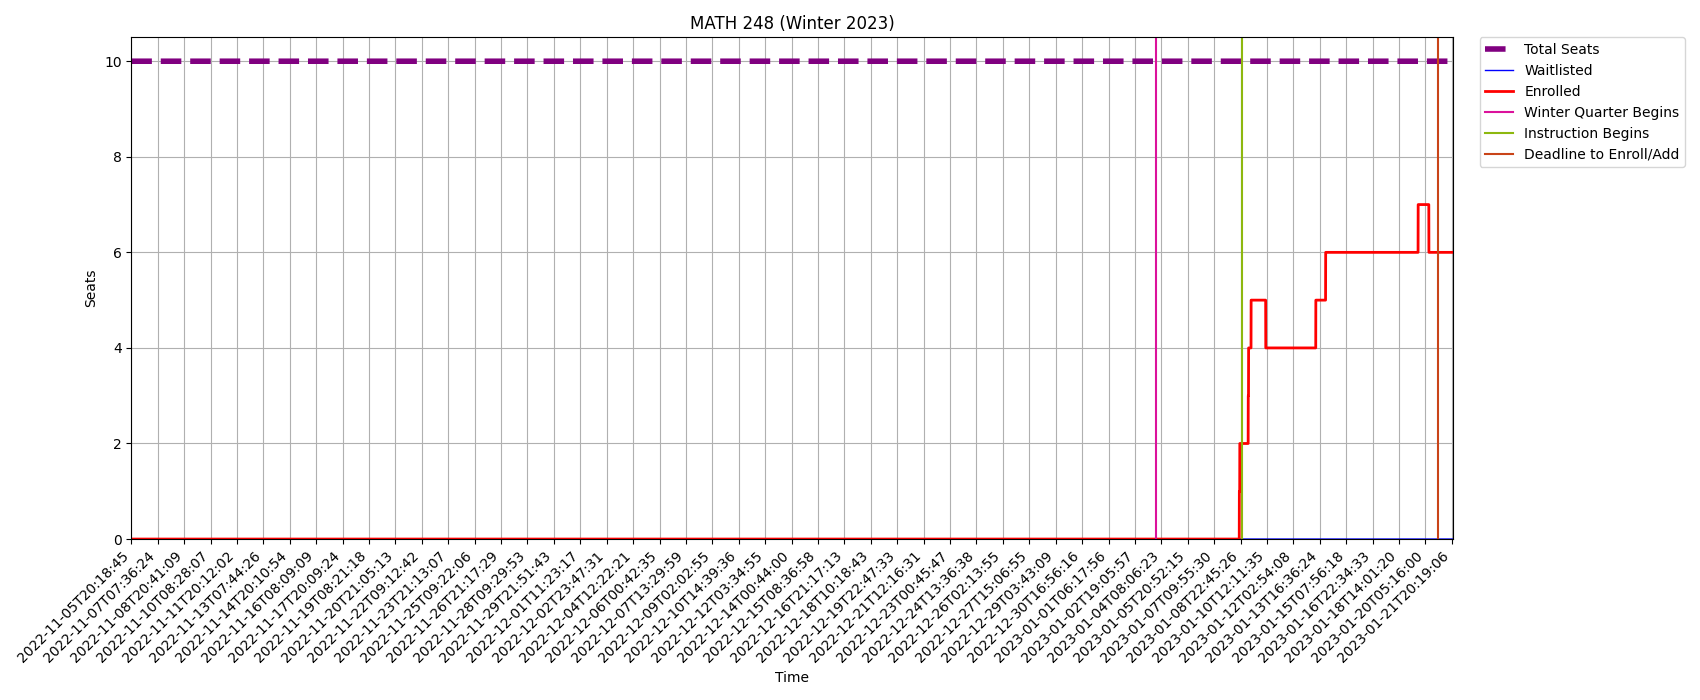 MATH 248 (Winter 2023)
10
8
6
4
2
0
Seats
Total Seats
Waitlisted
Enrolled
Winter Quarter Begins
Instruction Begins
Deadline to Enroll/Add
2022-11-05T20:18:45
2022-11-07T07:36:24
2022-11-08T20:41:09
2022-11-10T08:28:07
2022-11-11T20:12:02
2022-11-13T07:44:26
2022-11-14T20:10:54
2022-11-16T08:09:09
2022-11-17T20:09:24
2022-11-19T08:21:18
2022-11-20T21:05:13
2022-11-22T09:12:42
2022-11-23T21:13:07
2022-11-25T09:22:06
2022-11-26T21:17:29
2022-11-28T09:29:53
2022-11-29T21:51:43
2022-12-01T11:23:17
2022-12-02T23:47:31
2022-12-04T12:22:21
2022-12-06T00:42:35
2022-12-07T13:29:59
2022-12-09T02:02:55
2022-12-10T14:39:36
2022-12-12T03:34:55
2022-12-14T00:44:00
2022-12-15T08:36:58
2022-12-16T21:17:13
2022-12-18T10:18:43
2022-12-19T22:47:33
2022-12-21T12:16:31
2022-12-23T00:45:47
2022-12-24T13:36:38
2022-12-26T02:13:55
2022-12-27T15:06:55
2022-12-29T03:43:09
2022-12-30T16:56:16
2023-01-01T06:17:56
2023-01-02T19:05:57
2023-01-04T08:06:23
2023-01-05T20:52:15
2023-01-07T09:55:30
2023-01-08T22:45:26
2023-01-10T12:11:35
2023-01-12T02:54:08
2023-01-13T16:36:24
2023-01-15T07:56:18
2023-01-16T22:34:33
2023-01-18T14:01:20
2023-01-20T05:16:00
2023-01-21T20:19:06
Time